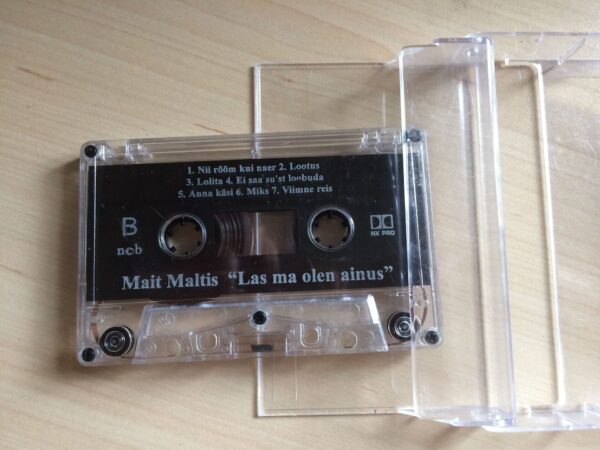 1. Nii rõõm kui naer 2. Lootus
3. Lolita 4. Ei saa su'st loobuda
5. Anna käsi 6. Miks 7. Viimne reis
B
ncb
HX PRO
Mait Maltis "Las ma olen ainus"